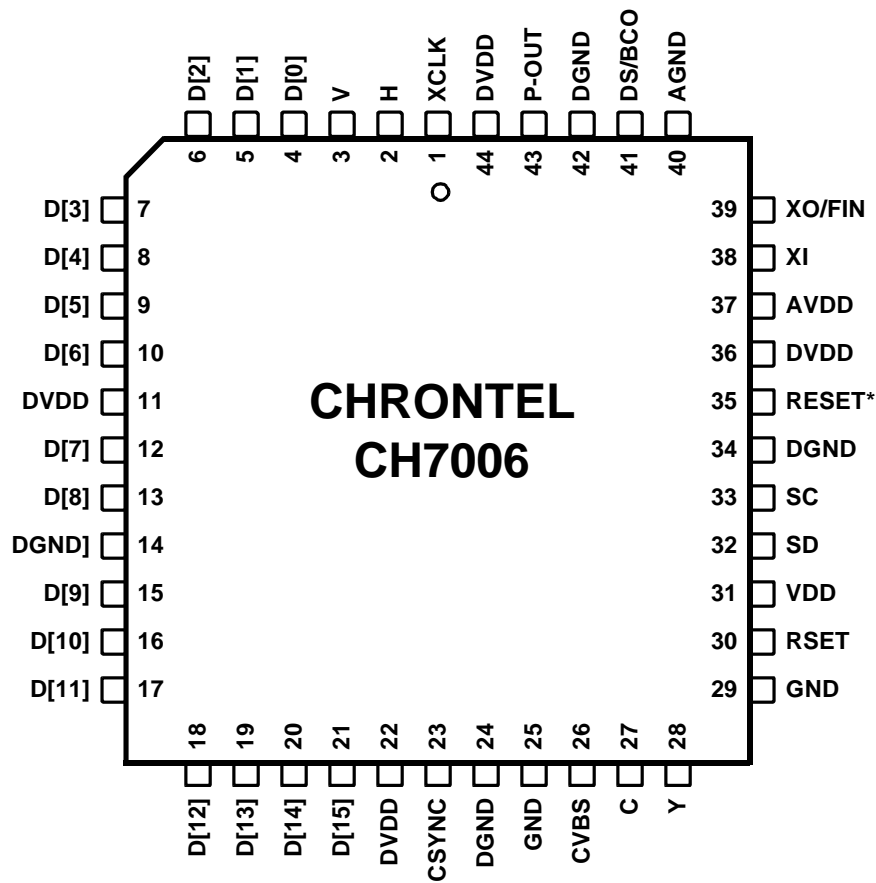 D[2] D[1] D[0] V H XCLK DVDD P-OUT DGND DS/BCO AGND
6 5 4 3 2 1 44 43 42 41 40
D[3] 7 39 XO/FIN
D[4] 8 38 XI
D[5] 9 37 AVDD
D[6] 10 36 DVDD
DVDD 11 35 RESET*
CHRONTEL
D[7] 12 34 DGND
CH7006
D[8] 13 33 SC
DGND] 14 32 SD
D[9] 15 31 VDD
D[10] 16 30 RSET
D[11] 17 29 GND
18 19 20 21 22 23 24 25 26 27 28
D[12] D[13] D[14] D[15] DVDD CSYNC DGND GND CVBS C Y